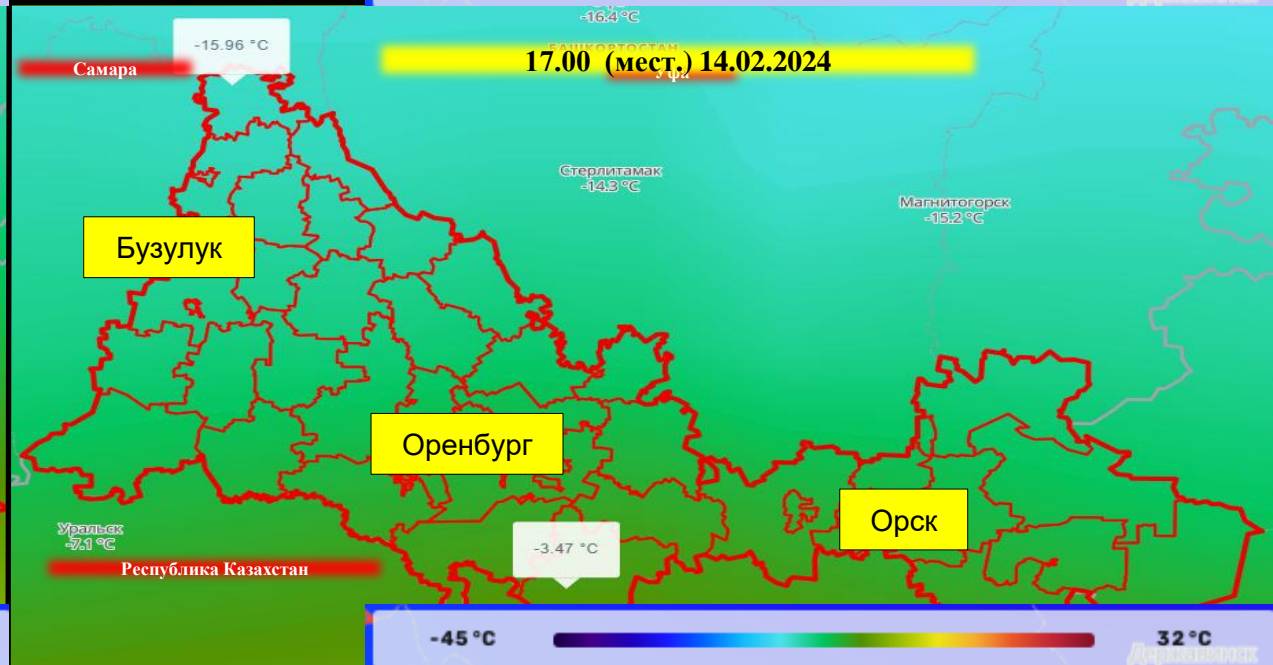 -16.4 °C
-15.96 °C
БАШКОРТОСТАН
17.00 (мест.) 14.02.2024
Самара
Уфа
Стерлитамак
-14.3 °C
Магнитогорск
-15.2 °C
Бузулук
Оренбург
Орск
Уральск
-7.1 °C
-3.47 °C
Республика Казахстан
-45 °C
32 °C